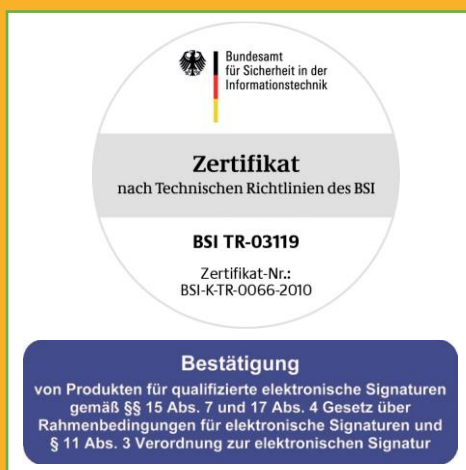 Bundesamt
für Sicherheit in der
Informationstechnik
Zertifikat
nach Technischen Richtlinien des BSI
BSI TR-03119
Zertifikat-Nr.:
BSI-K-TR-0066-2010
Bestätigung
von Produkten für qualifizierte elektronische Signaturen
gemäß §§ 15 Abs. 7 und 17 Abs. 4 Gesetz über
Rahmenbedingungen für elektronische Signaturen und
§ 11 Abs. 3 Verordnung zur elektronischen Signatur